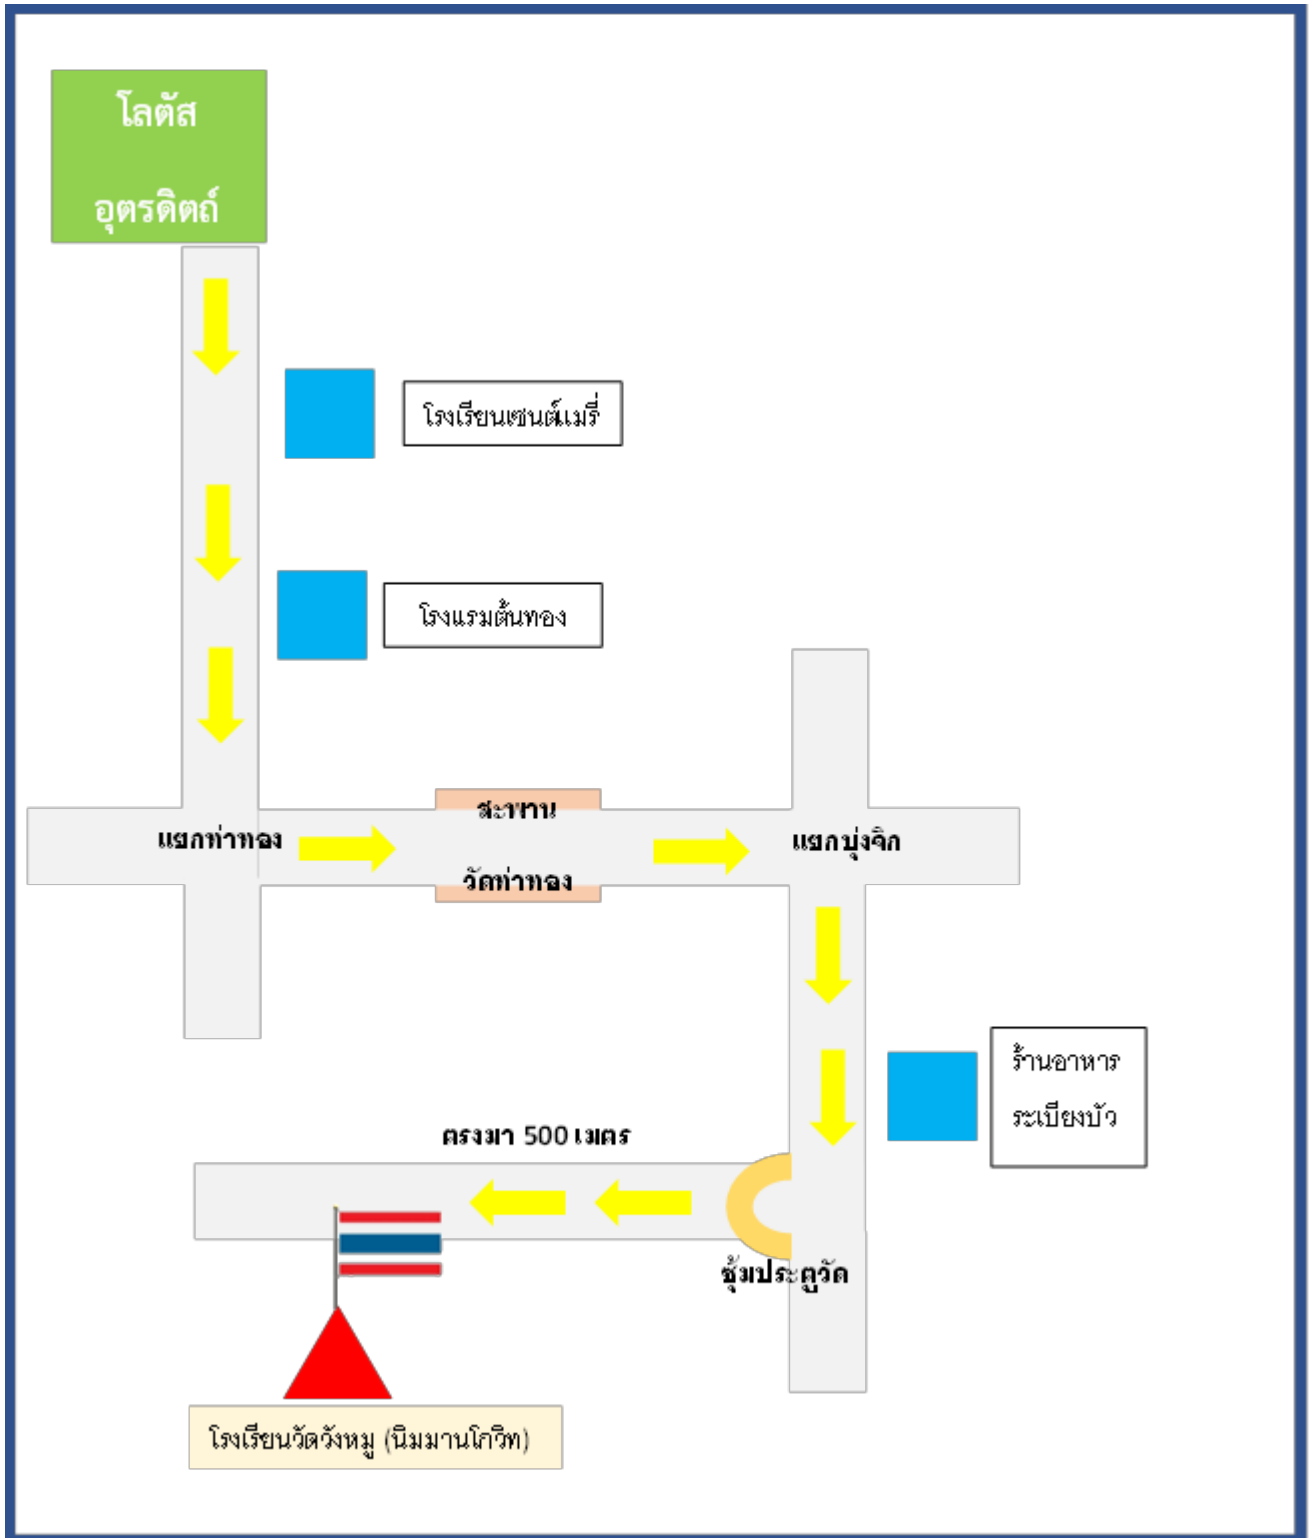 โลตัส
อุตรดิตถ์
โรงเรียนเซนต์แมรี่
โรงแรมต้นทอง
สะพาน
แยกท่าทอง
แยกบุ่งจิก
วัดท่าทอง
ร้านอาหาร
ระเบียงบัว
ตรงมา 500 เมตร
ซุ้มประตูวัด
โรงเรียนวัดวังหมู (นิมมานโกวิท)